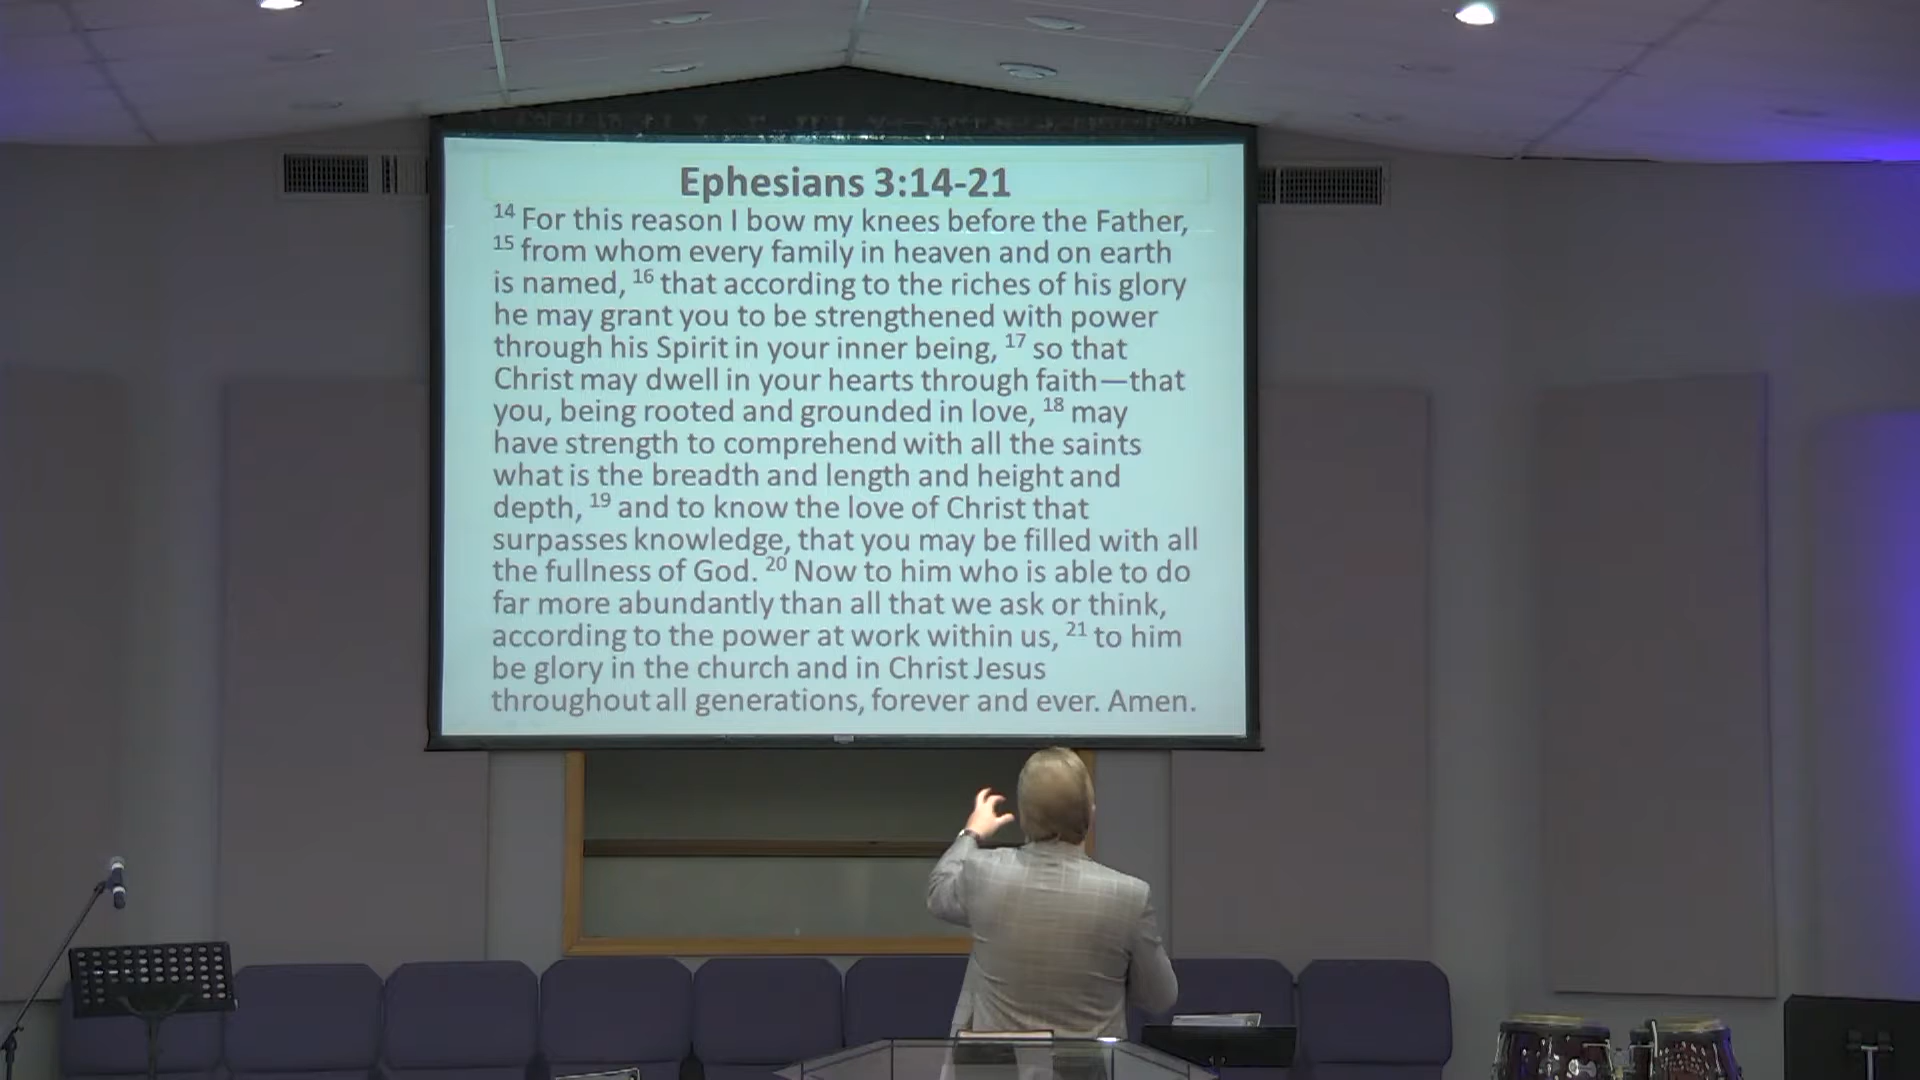 Ephesians 3:14-21
14 For this reason I bow my knees before the Father,
15 from whom every family in heaven and on earth
is named, 16 that according to the riches of his glory
he may grant you to be strengthened with power
through his Spirit in your inner being, 17 so that
Christ may dwell in your hearts through faith—that
you, being rooted and grounded in love, 18 may
have strength to comprehend with all the saints
what is the breadth and length and height and
depth, 19 and to know the love of Christ that
surpasses knowledge, that you may be filled with all
the fullness of God. 20 Now to him who is able to do
far more abundantly than all that we ask or think,
according to the power at work within us, 21 to him
be glory in the church and in Christ Jesus
throughout all generations, forever and ever. Amen.